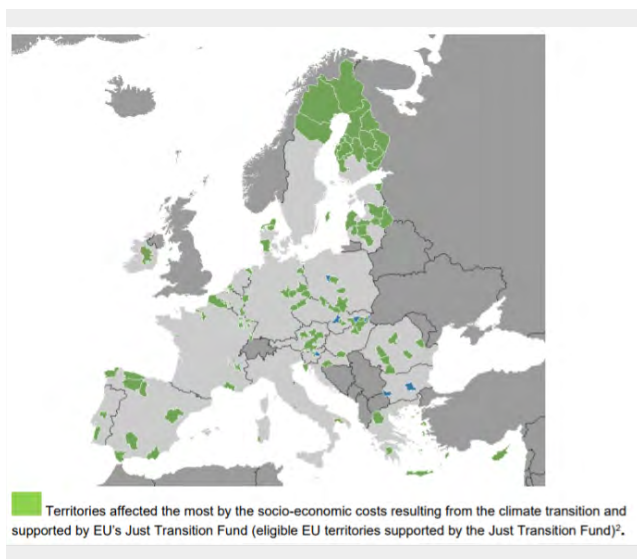 Territories affected the most by the socio-economic costs resulting from the climate transition and
supported by EU's Just Transition Fund (eligible EU territories supported by the Just Transition Fund)².